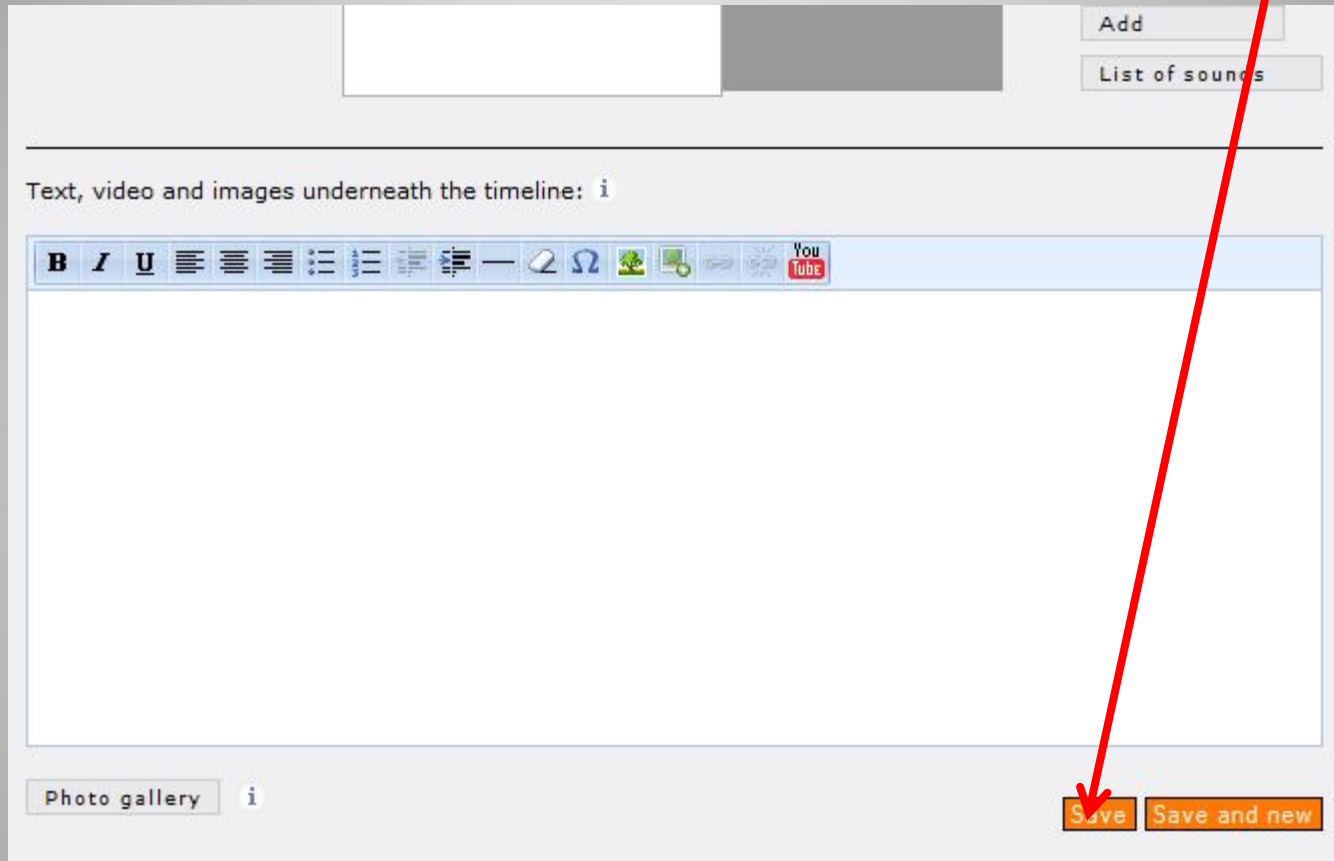 Add
List of sounds
Text, video and images underneath the timeline: i
B I U Ω You Tube
Photo gallery i
Save Save and new